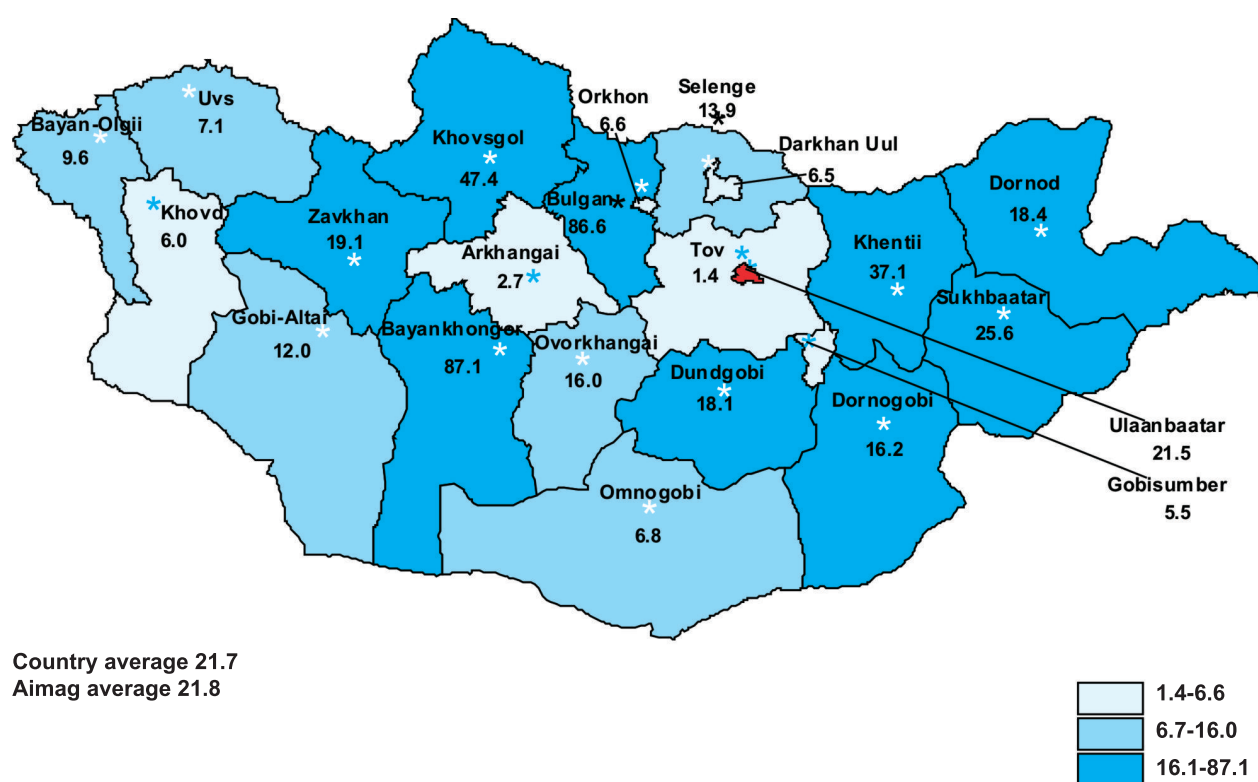 Uvs
7.1
Bayan-Olgii
9.6
Khovd
6.0
Khovsgol
47.4
Zavkhan
19.1
Gobi-Altai
12.0
Arkhangai
2.7
Bayankhongor
87.1
Orkhon
6.6
Selenge
13.9
Darkhan Uul
6.5
Bulgan
86.6
Tov
1.4
Ovorkhangai
16.0
Dundgobi
18.1
Omnogobi
6.8
Khentii
37.1
Dornod
18.4
Sukhbaatar
25.6
Dornogobi
16.2
Ulaanbaatar
21.5
Gobisumber
5.5
Country average 21.7
Aimag average 21.8
1.4-6.6
6.7-16.0
16.1-87.1